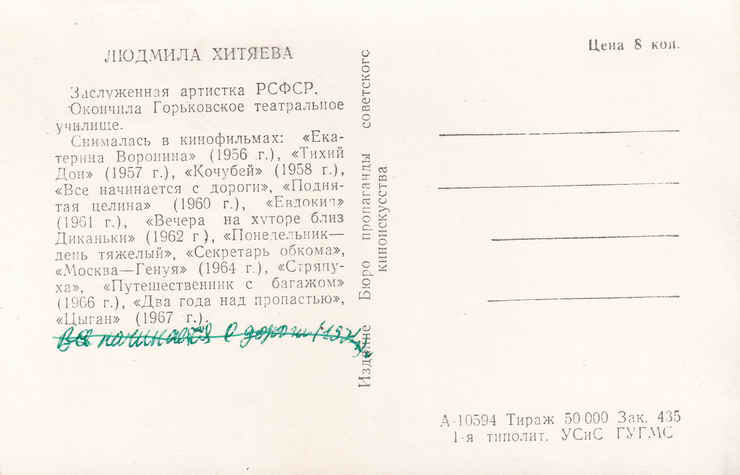 ЛЮДМИЛА ХИТЯЕВА
Заслуженная артистка РСФСР.
Окончила Горьковское театральное
училище.
Снималась в кинофильмах: «Ека-
терина Воронина» (1956 г.), «Тихий
Дон» (1957 г.), «Кочубей» (1958 г.),
«Все начинается с дороги», «Подня-
тая целина» (1960 г.), «Евдокия»
(1961 г.), «Вечера на хуторе близ
Диканьки» (1962 г), «Понедельник—
день тяжелый», «Секретарь обкома»,
«Москва—Генуя» (1964 г.), «Стряпу-
ха», «Путешественник с багажом»
(1966 г.), «Два года над пропастью»,
«Цыган» (1967 г.).
Все начинается с дороги
Издание Бюро пропаганды советского
киноискусства
Цена 8 коп.
А-10594 Тираж 50 000 Зак. 435
1-я типолит. УСиС ГУГМС